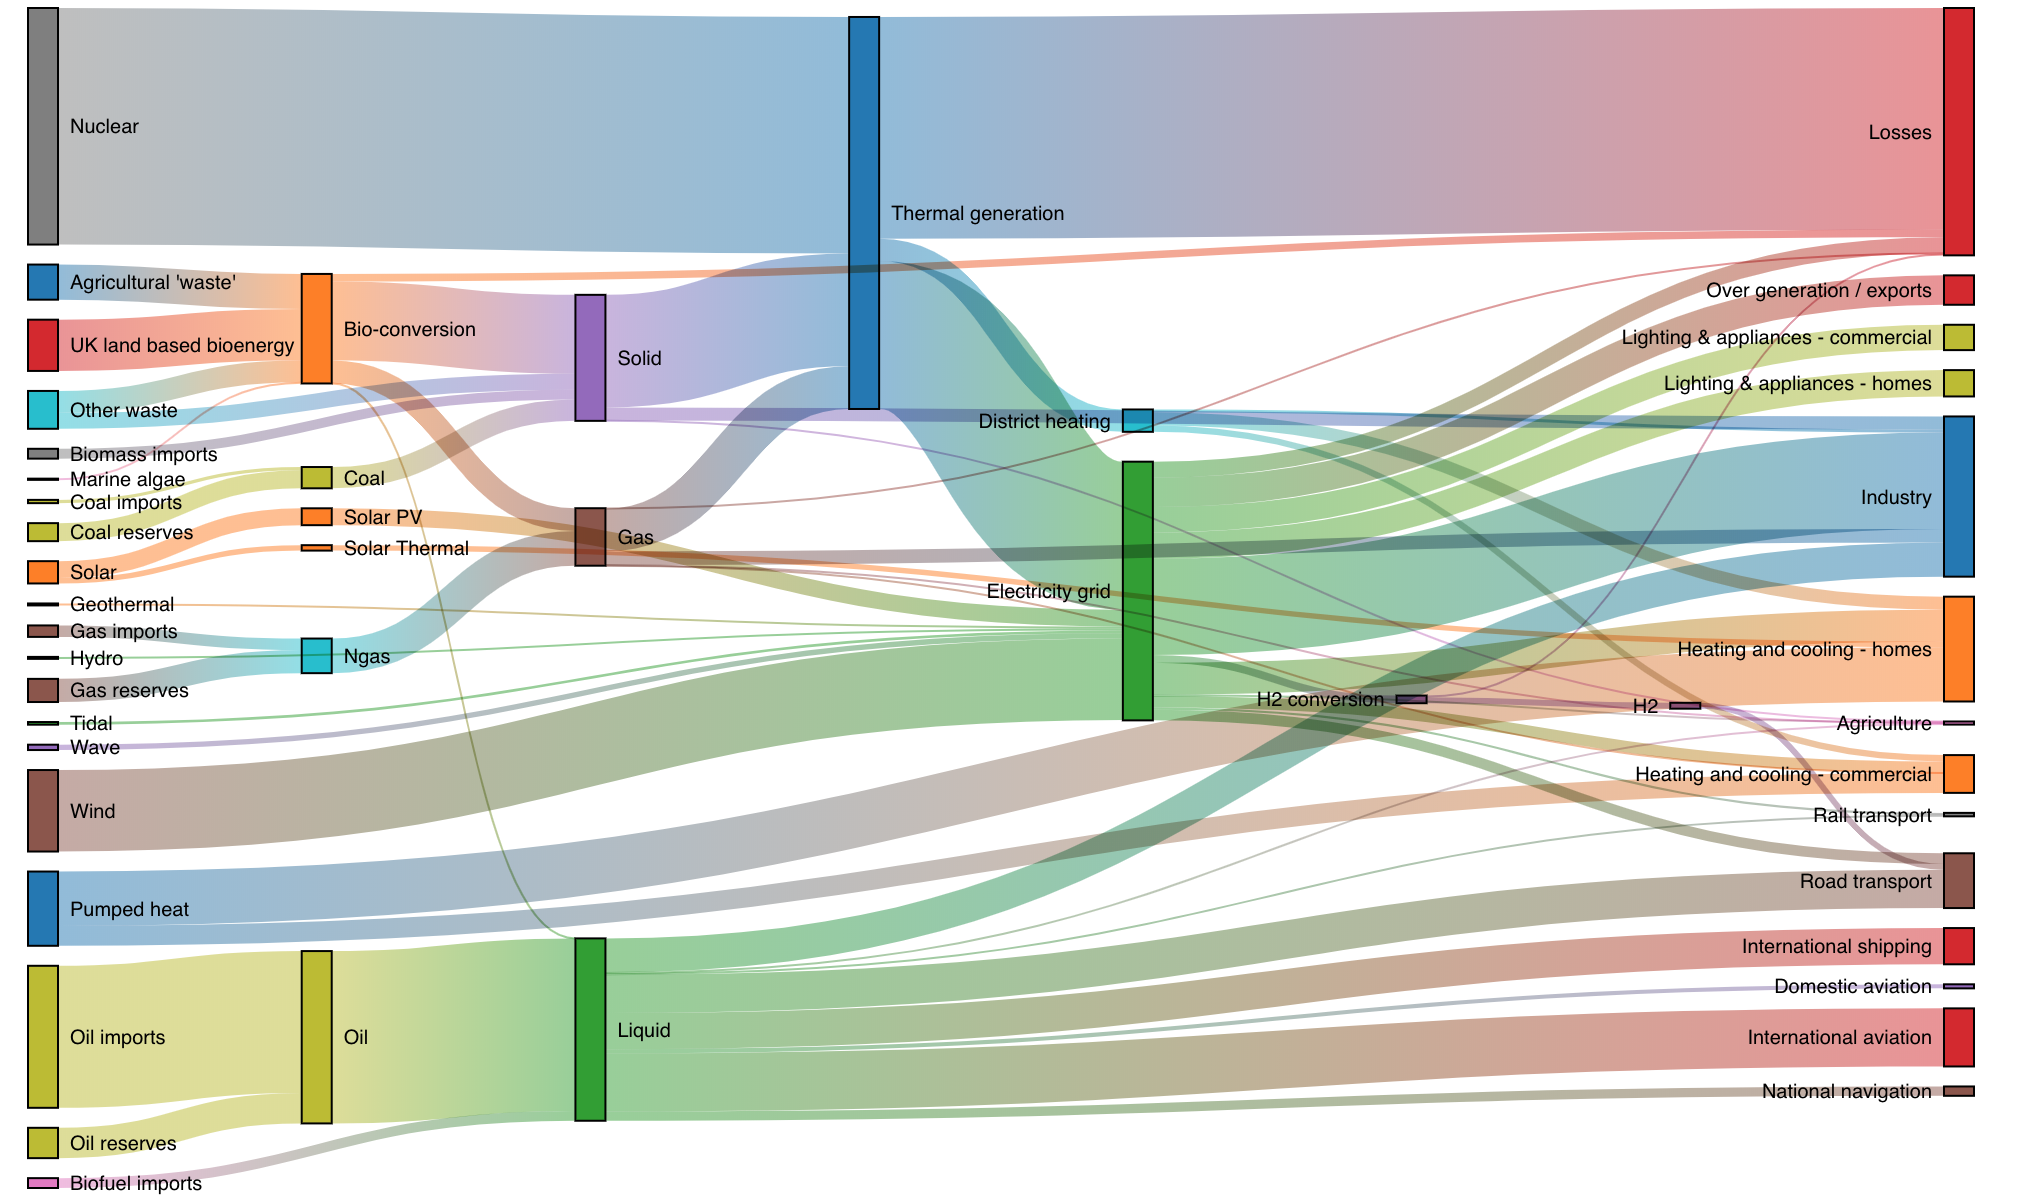 Nuclear
Agricultural 'waste'
UK land based bioenergy
Other waste
Biomass imports
Marine algae
Coal imports
Coal reserves
Solar
Geothermal
Gas imports
Hydro
Gas reserves
Tidal
Wave
Wind
Pumped heat
Oil imports
Oil reserves
Biofuel imports
Bio-conversion
Coal
Solar PV
Solar Thermal
Ngas
Oil
Solid
Gas
Liquid
Thermal generation
District heating
Electricity grid
H2 conversion
H2
Losses
Over generation / exports
Lighting & appliances - commercial
Lighting & appliances - homes
Industry
Heating and cooling - homes
Agriculture
Heating and cooling - commercial
Rail transport
Road transport
International shipping
Domestic aviation
International aviation
National navigation